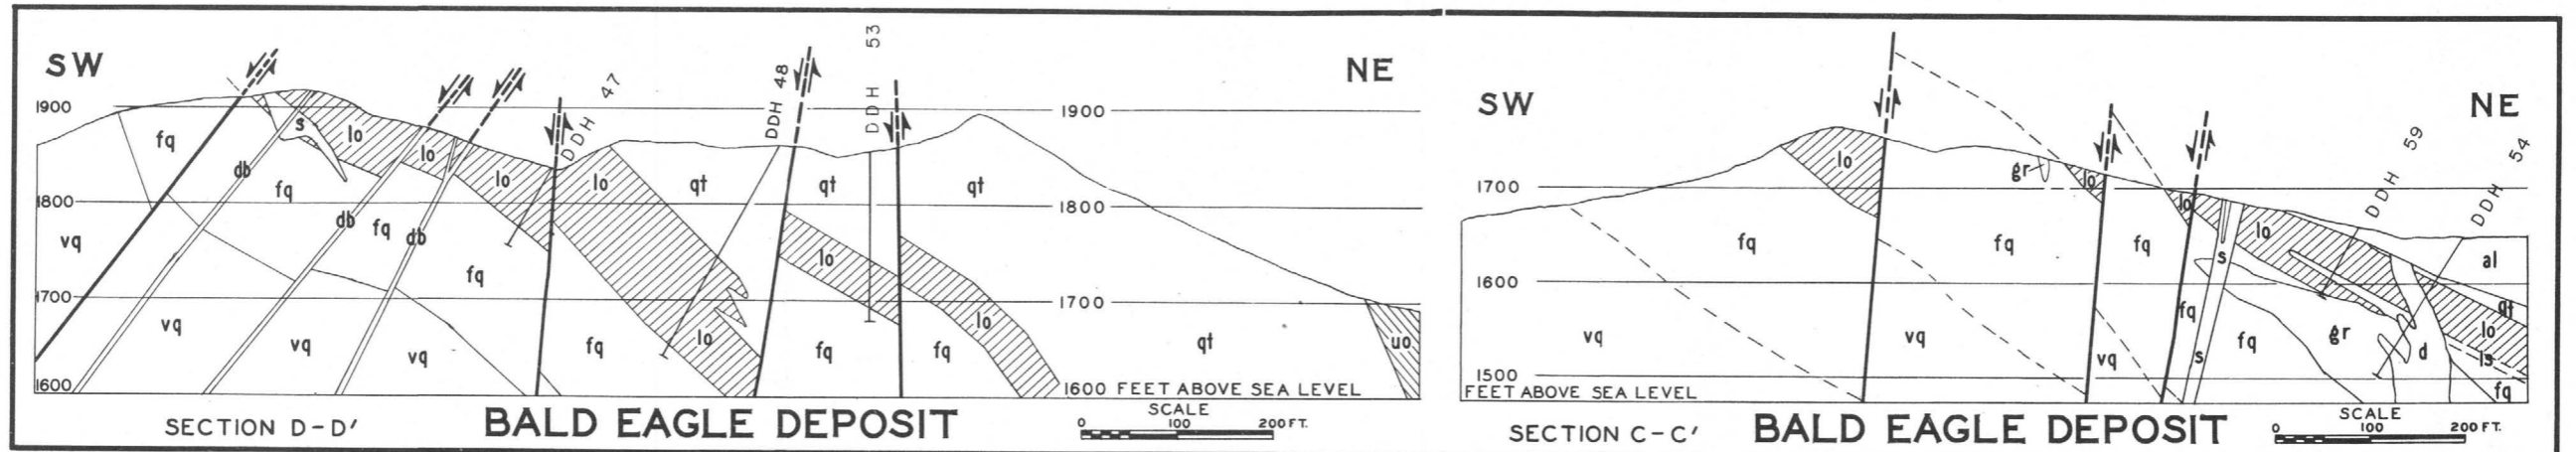 SW
NE
1900
1900
1800
1800
1700
1700
1600
1600 FEET ABOVE SEA LEVEL
DDH 47
DDH 48
DDH 53
fq
vq
db
s
fq
lo
vq
db
fq
lo
vq
db
fq
lo
vq
lo
fq
qt
lo
qt
lo
fq
qt
fq
lo
qt
uo
SECTION D-D'
BALD EAGLE DEPOSIT
SCALE
0 100 200 FT.
SW
NE
1700
1600
1500
FEET ABOVE SEA LEVEL
DDH 59
DDH 54
lo
fq
vq
gr
lo
fq
vq
lo
fq
vq
s
fq
s
lo
fq
gr
d
al
qt
lo
ls
fq
SECTION C-C'
BALD EAGLE DEPOSIT
SCALE
0 100 200 FT.